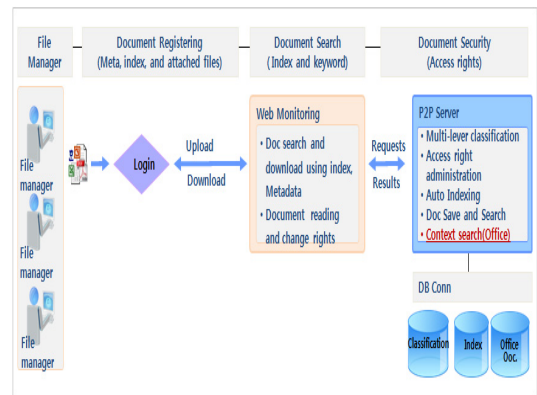 File
Manager
Document Registering
(Meta, index, and attached files)
Document Search
(Index and keyword)
Document Security
(Access rights)
File
manager
File
manager
File
manager
Login
Upload
Download
Web Monitoring
• Doc search and
download using index,
Metadata
• Document reading
and change rights
Requests
Results
P2P Server
• Multi-lever classification
• Access right
administration
• Auto Indexing
• Doc Save and Search
• Context search(Office)
DB Conn
Classification
Index
Office
Doc.